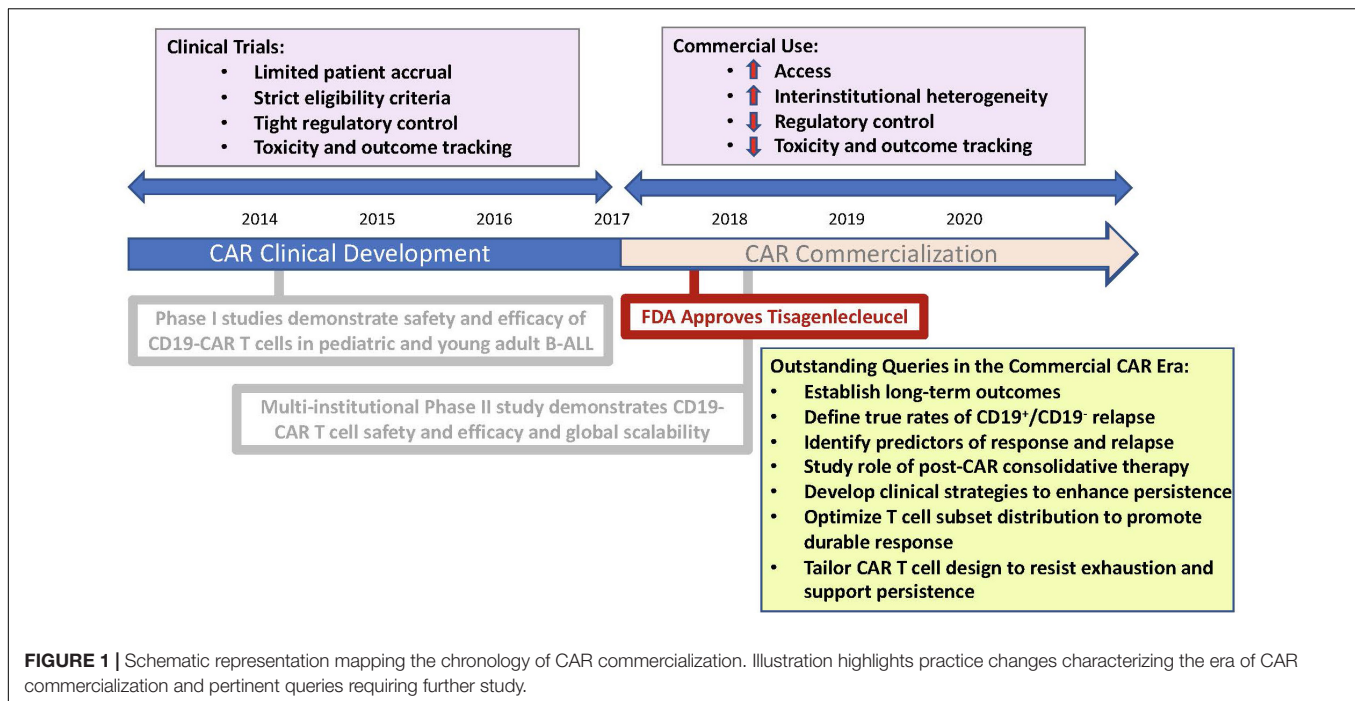 Clinical Trials:
• Limited patient accrual
• Strict eligibility criteria
• Tight regulatory control
• Toxicity and outcome tracking
Commercial Use:
• Access
• Interinstitutional heterogeneity
• Regulatory control
• Toxicity and outcome tracking
2014 2015 2016 2017 2018 2019 2020
CAR Clinical Development
CAR Commercialization
Phase I studies demonstrate safety and efficacy of
CD19-CAR T cells in pediatric and young adult B-ALL
FDA Approves Tisagenlecleucel
Multi-institutional Phase II study demonstrates CD19-
CAR T cell safety and efficacy and global scalability
Outstanding Queries in the Commercial CAR Era:
• Establish long-term outcomes
• Define true rates of CD19⁺/CD19⁻ relapse
• Identify predictors of response and relapse
• Study role of post-CAR consolidative therapy
• Develop clinical strategies to enhance persistence
• Optimize T cell subset distribution to promote
durable response
• Tailor CAR T cell design to resist exhaustion and
support persistence
FIGURE 1 | Schematic representation mapping the chronology of CAR commercialization. Illustration highlights practice changes characterizing the era of CAR
commercialization and pertinent queries requiring further study.